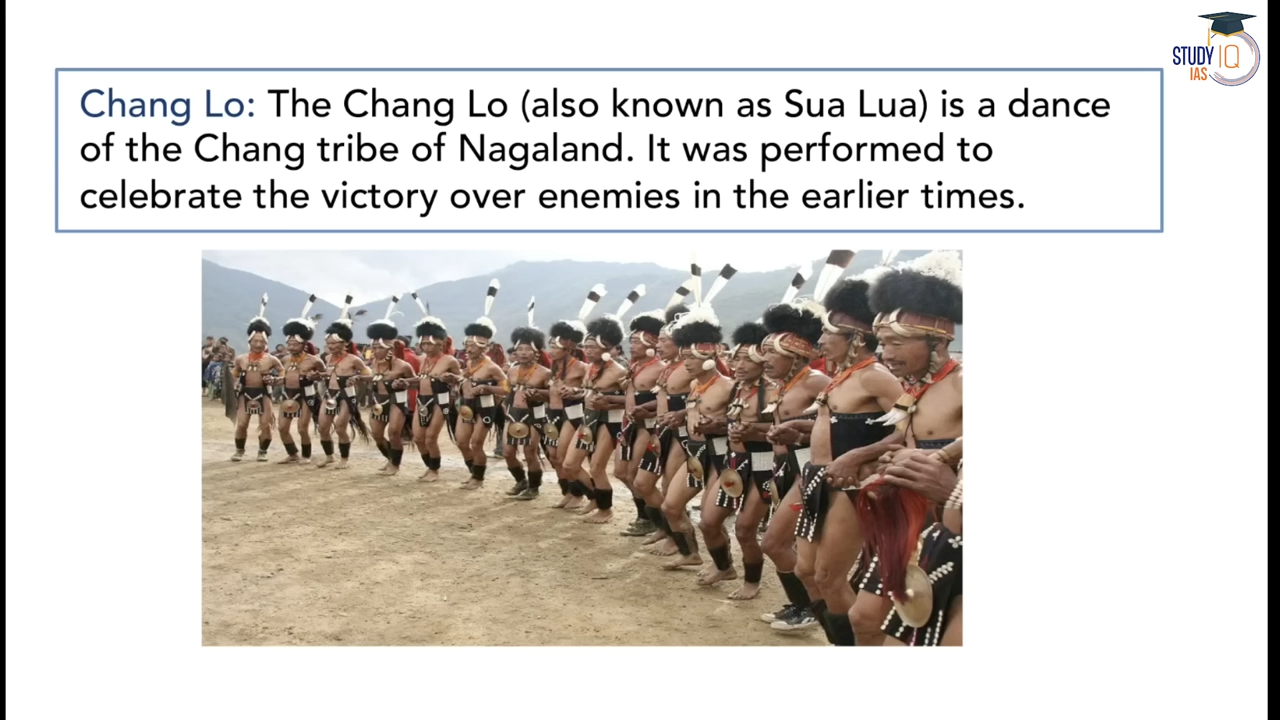 STUDY IQ
IAS
Chang Lo: The Chang Lo (also known as Sua Lua) is a dance
of the Chang tribe of Nagaland. It was performed to
celebrate the victory over enemies in the earlier times.